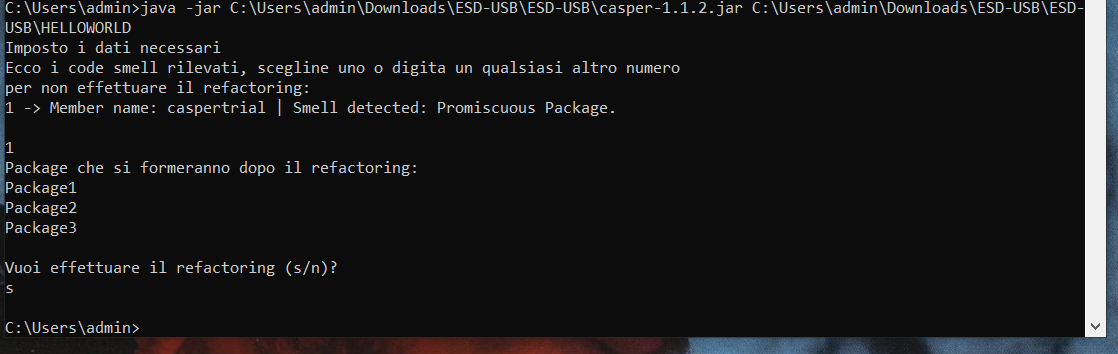 C:\Users\admin>java -jar C:\Users\admin\Downloads\ESD-USB\ESD-USB\casper-1.1.2.jar C:\Users\admin\Downloads\ESD-USB\ESD-
USB\HELLOWORLD
Imposto i dati necessari
Ecco i code smell rilevati, scegline uno o digita un qualsiasi altro numero
per non effettuare il refactoring:
1 -> Member name: caspertrial | Smell detected: Promiscuous Package.
1
Package che si formeranno dopo il refactoring:
Package1
Package2
Package3
Vuoi effettuare il refactoring (s/n)?
s
C:\Users\admin>